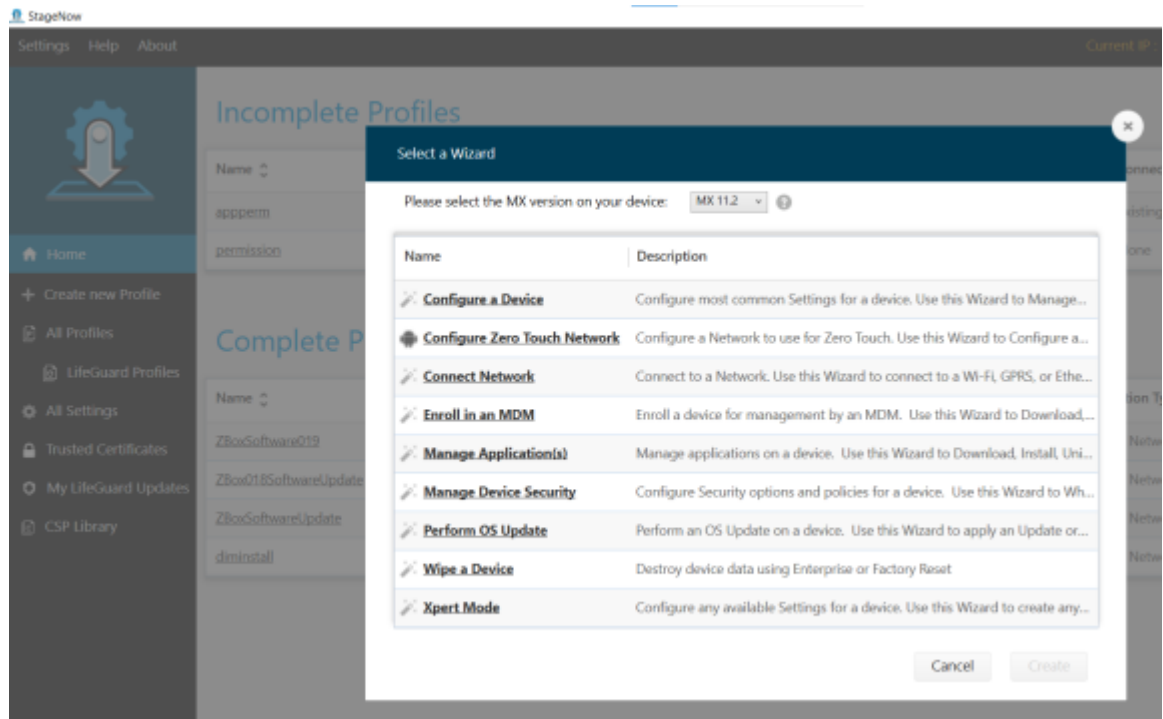 StageNow
Settings Help About
Current IP :
Incomplete Profiles
Select a Wizard
Name
Please select the MX version on your device: MX 11.2
appperm
permission
Name Description
Home
Configure a Device Configure most common Settings for a device. Use this Wizard to Manage...
Create new Profile
Configure Zero Touch Network Configure a Network to use for Zero Touch. Use this Wizard to Configure a...
All Profiles
Complete P
Connect Network Connect to a Network. Use this Wizard to connect to a Wi-Fi, GPRS, or Ethe...
LifeGuard Profiles
Name
Enroll in an MDM Enroll a device for management by an MDM. Use this Wizard to Download,...
All Settings
ZBoxSoftware019
Manage Application(s) Manage applications on a device. Use this Wizard to Download, Install, Uni...
Trusted Certificates
ZBox018SoftwareUpdate
Manage Device Security Configure Security options and policies for a device. Use this Wizard to Wh...
My LifeGuard Updates
ZBoxSoftwareUpdate
Perform OS Update Perform an OS Update on a device. Use this Wizard to apply an Update or...
CSP Library
diminstall
Wipe a Device Destroy device data using Enterprise or Factory Reset
Xpert Mode Configure any available Settings for a device. Use this Wizard to create any...
Cancel Create